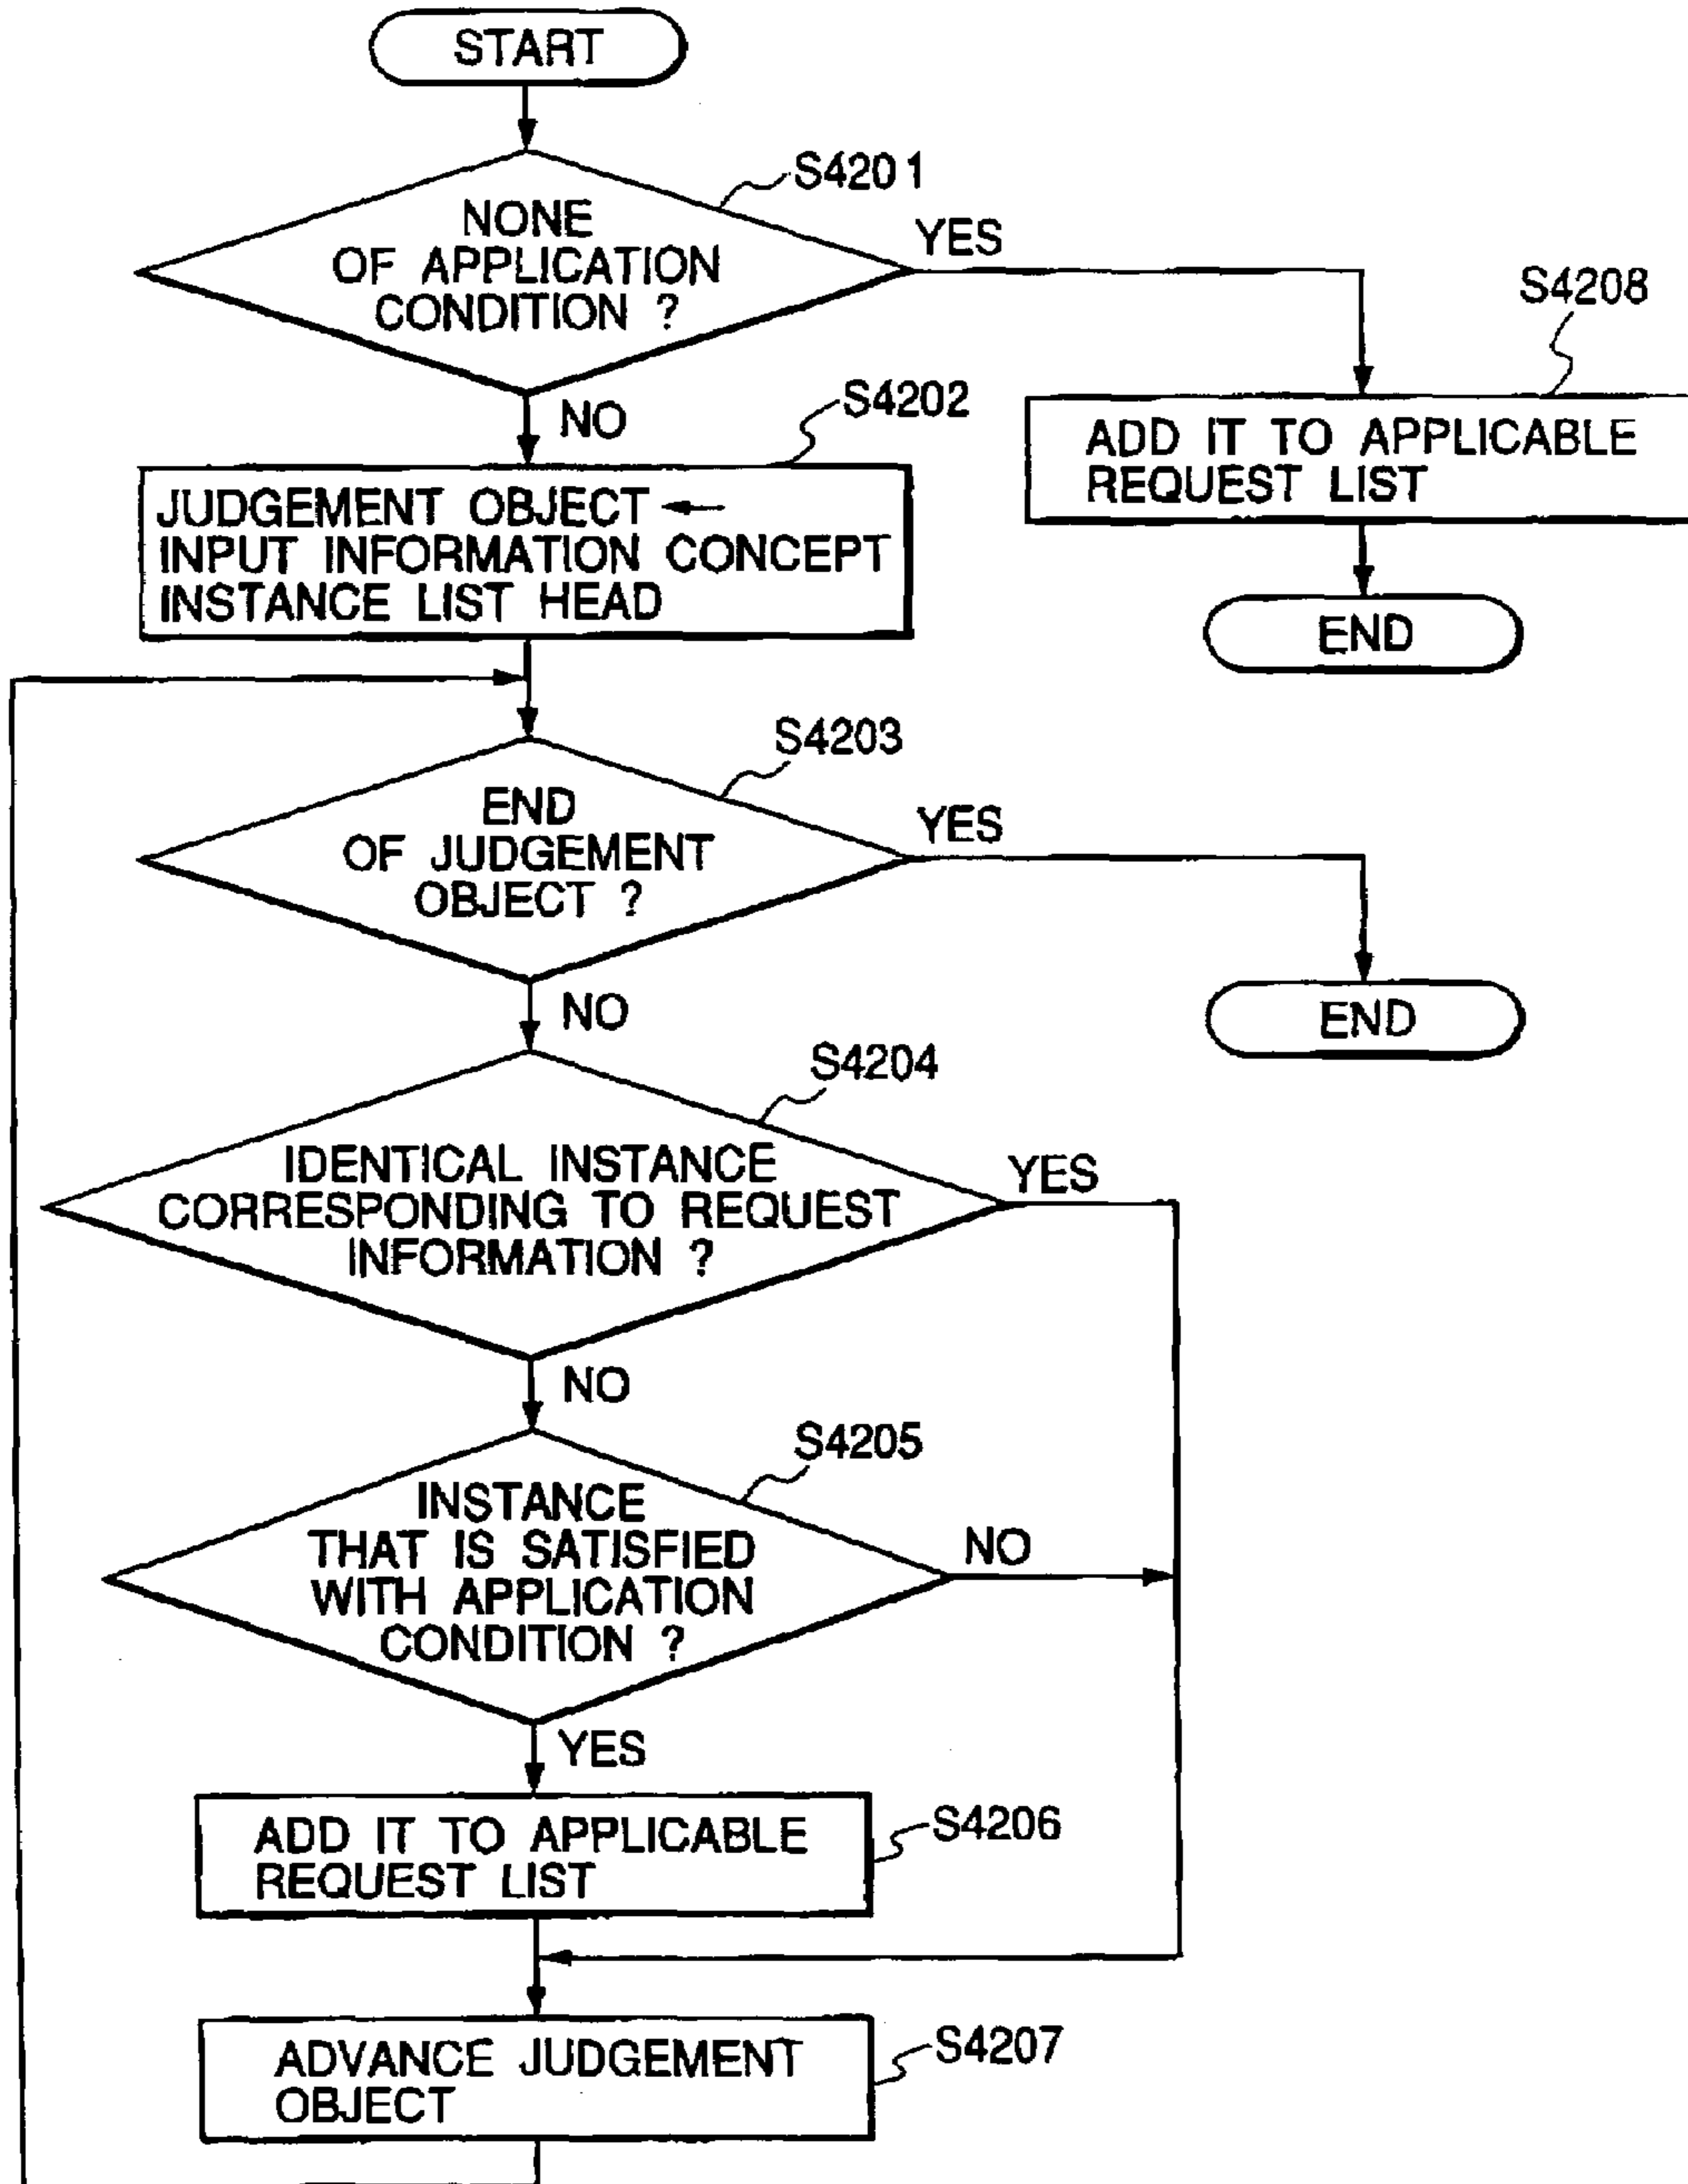 START
S4201
NONE
OF APPLICATION
CONDITION ?
YES
NO
S4208
ADD IT TO APPLICABLE
REQUEST LIST
END
S4202
JUDGEMENT OBJECT ←
INPUT INFORMATION CONCEPT
INSTANCE LIST HEAD
S4203
END
OF JUDGEMENT
OBJECT ?
YES
END
NO
S4204
IDENTICAL INSTANCE
CORRESPONDING TO REQUEST
INFORMATION ?
YES
NO
S4205
INSTANCE
THAT IS SATISFIED
WITH APPLICATION
CONDITION ?
NO
YES
S4206
ADD IT TO APPLICABLE
REQUEST LIST
S4207
ADVANCE JUDGEMENT
OBJECT